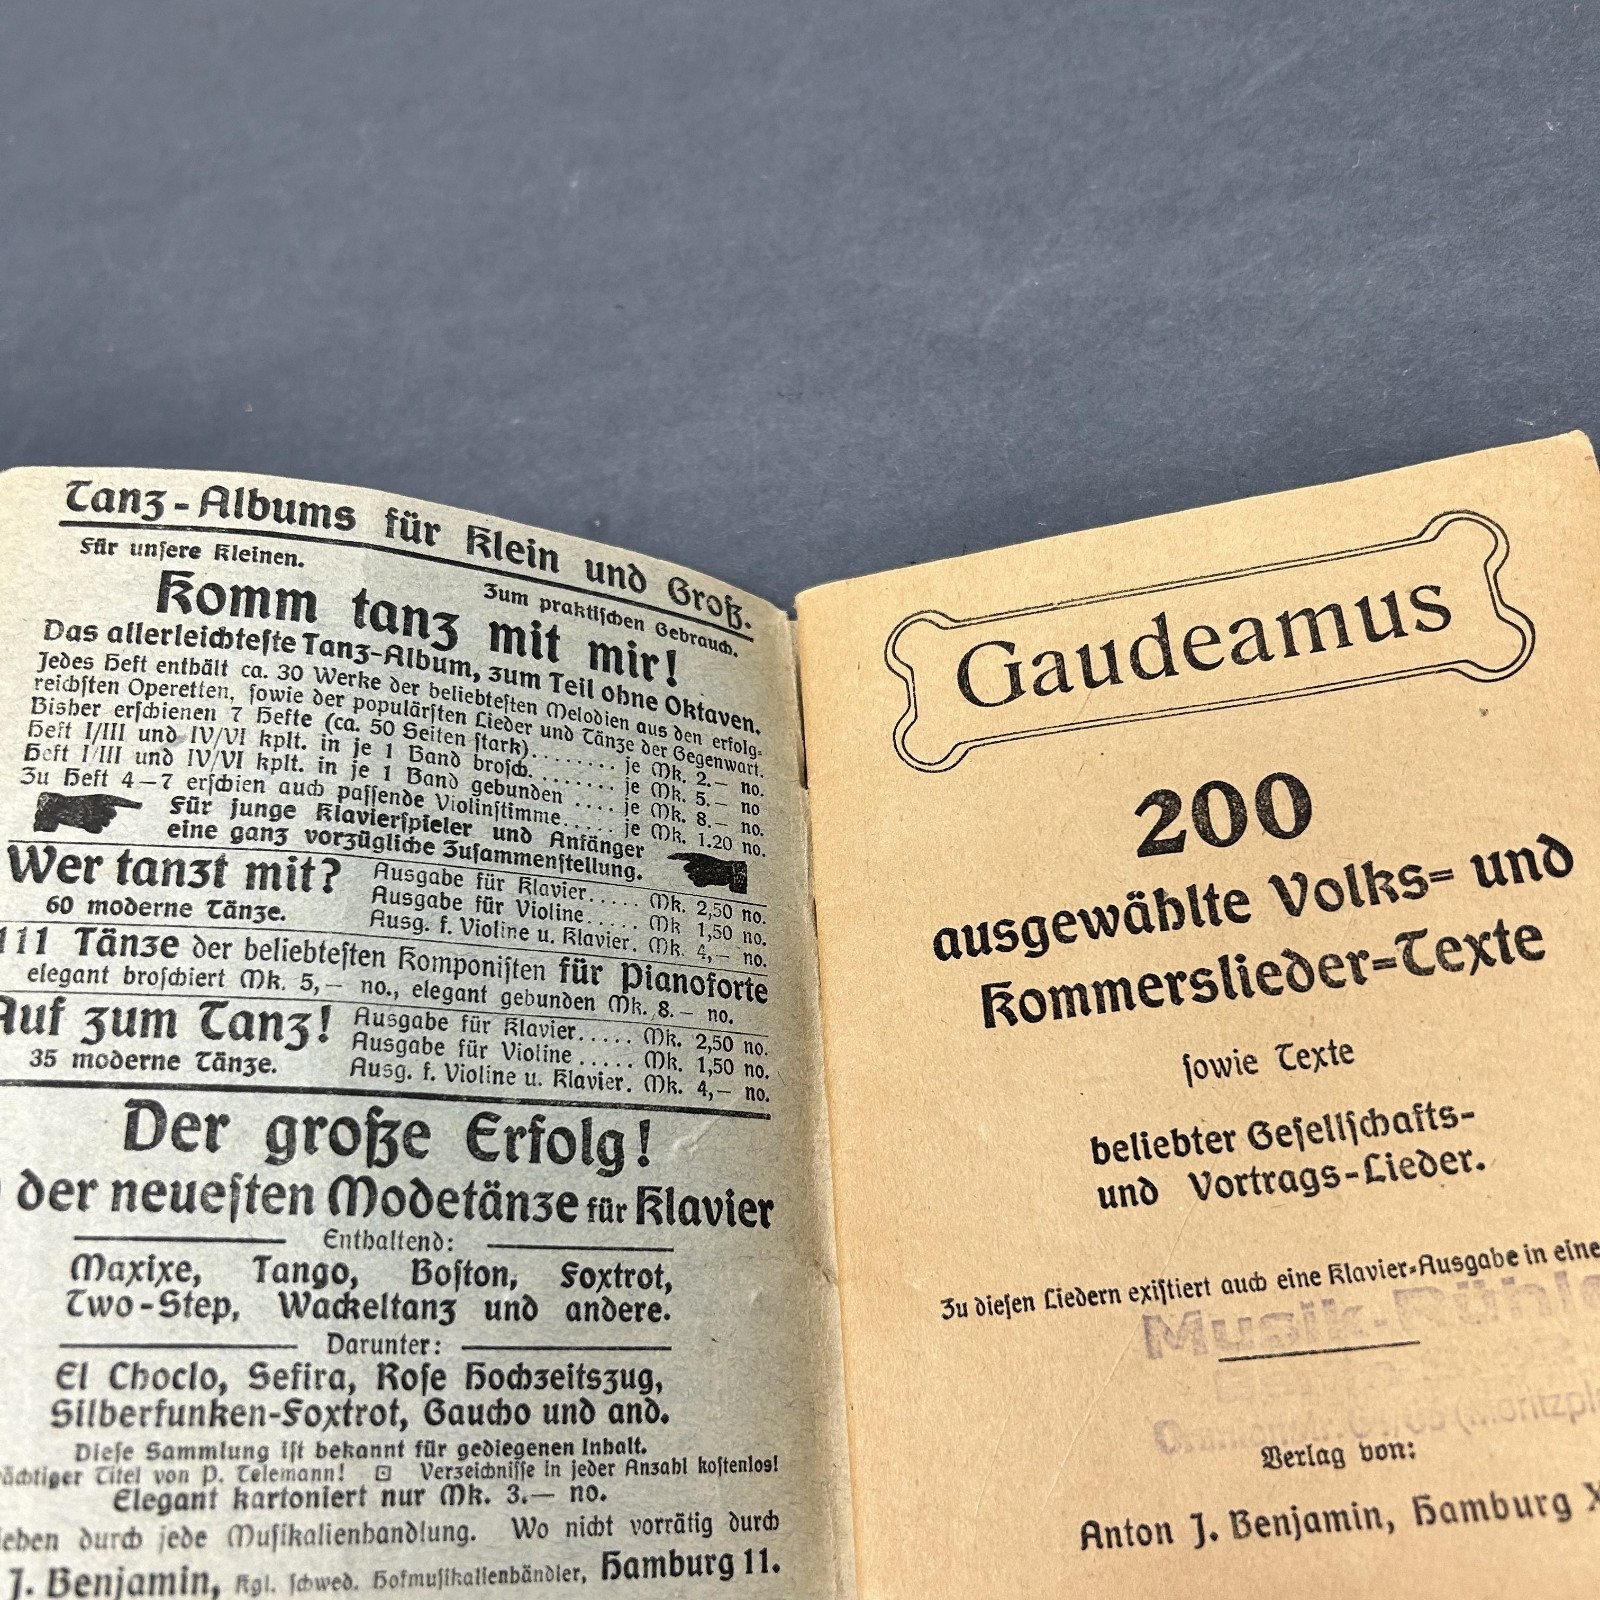 Tanz-Albums für Klein und Groß.
Für unsere Kleinen.
Zum praktischen Gebrauch.
Komm tanz mit mir!
Das allerleichteste Tanz-Album, zum Teil ohne Oktaven.
Jedes Heft enthält ca. 30 Werke der beliebtesten Melodien aus den erfolg-
reichsten Operetten, sowie der populärsten Lieder und Tänze der Gegenwart.
Bisher erschienen 7 Hefte (ca. 50 Seiten stark)........ je Mk. 2.— no.
Heft I/III und IV/VI kplt. in je 1 Band brosch. ....... je Mk. 5.— no
Heft I/III und IV/VI kplt. in je 1 Band gebunden .... je Mk. 8.— no.
Zu Heft 4—7 erschien auch passende Violinstimme..... je Mk. 1.20 no.
Für junge Klavierspieler und Anfänger
eine ganz vorzügliche Zusammenstellung.
Wer tanzt mit?
60 moderne Tänze.
Ausgabe für Klavier..... Mk. 2,50 no.
Ausgabe für Violine..... Mk 1,50 no.
Ausg. f. Violine u. Klavier. Mk. 4,— no.
111 Tänze der beliebtesten Komponisten für Pianoforte
elegant broschiert Mk. 5,— no., elegant gebunden Mk. 8.— no.
Auf zum Tanz!
35 moderne Tänze.
Ausgabe für Klavier..... Mk. 2,50 no.
Ausgabe für Violine ..... Mk. 1,50 no.
Ausg. f. Violine u. Klavier. Mk. 4,— no.
Der große Erfolg!
der neuesten Modetänze für Klavier
Enthaltend:
Maxixe, Tango, Boston, Foxtrot,
Two-Step, Wackeltanz und andere.
Darunter:
El Choclo, Sefira, Rose Hochzeitszug,
Silberfunken-Foxtrot, Gaucho und and.
Diese Sammlung ist bekannt für gediegenen Inhalt.
Titel von P. Telemann! Verzeichnisse in jeder Anzahl kostenlos!
Elegant kartoniert nur Mk. 3.— no.
durch jede Musikalienhandlung. Wo nicht vorrätig durch
J. Benjamin, Kgl. schwed. Hofmusikalienhändler, Hamburg 11.
Gaudeamus
200
ausgewählte Volks= und
Kommerslieder=Texte
sowie Texte
beliebter Gesellschafts-
und Vortrags-Lieder.
Zu diesen Liedern existiert auch eine Klavier=Ausgabe in eine
Musik
(Moritzpl
Verlag von:
Anton J. Benjamin, Hamburg X